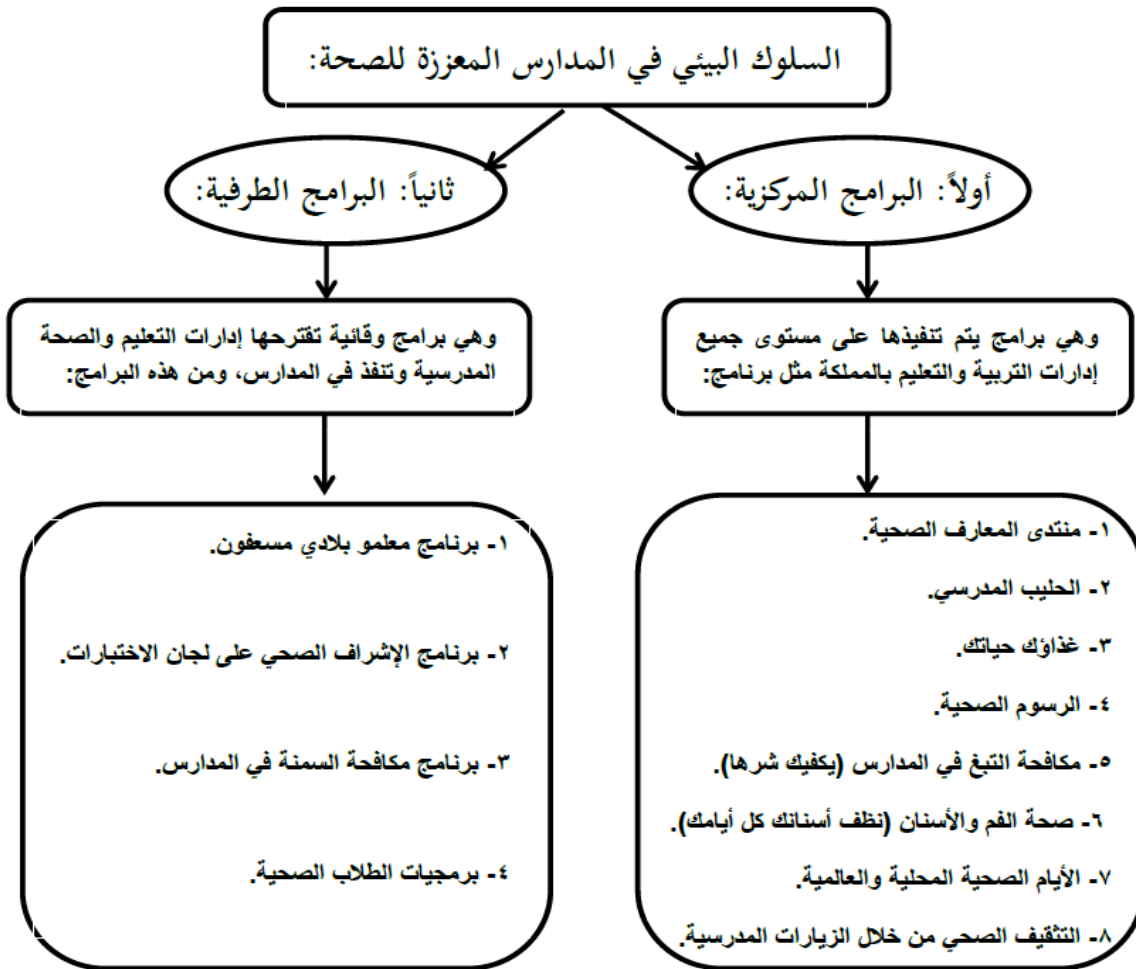 السلوك البيئي في المدارس المعززة للصحة:
أولاً: البرامج المركزية:
وهي برامج يتم تنفيذها على مستوى جميع
إدارات التربية والتعليم بالمملكة مثل برنامج:
١- منتدى المعارف الصحية.
٢- الحليب المدرسي.
٣- غذاؤك حياتك.
٤- الرسوم الصحية.
٥- مكافحة التبغ في المدارس (يكفيك شرها).
٦- صحة الفم والأسنان (نظف أسنانك كل أيامك).
٧- الأيام الصحية المحلية والعالمية.
٨- التثقيف الصحي من خلال الزيارات المدرسية.
ثانياً: البرامج الطرفية:
وهي برامج وقائية تقترحها إدارات التعليم والصحة
المدرسية وتنفذ في المدارس، ومن هذه البرامج:
١- برنامج معلمو بلادي مسعفون.
٢- برنامج الإشراف الصحي على لجان الاختبارات.
٣- برنامج مكافحة السمنة في المدارس.
٤- برمجيات الطلاب الصحية.